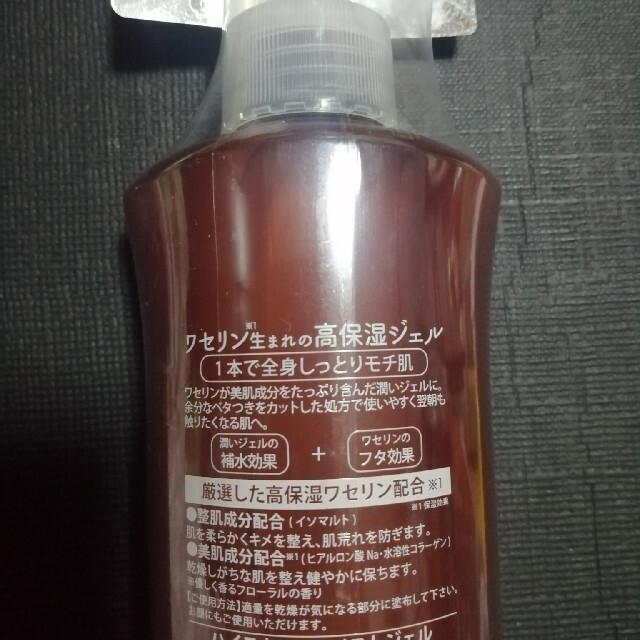 ワセリン※1生まれの高保湿ジェル
1本で全身しっとりモチ肌
ワセリンが美肌成分をたっぷり含んだ潤いジェルに。
余分なベタつきをカットした処方で使いやすく翌朝も
触りたくなる肌へ。
潤いジェルの
補水効果
+
ワセリンの
フタ効果
厳選した高保湿ワセリン配合※1
※1保湿効果
●整肌成分配合(イソマルト)
肌を柔らかくキメを整え、肌荒れを防ぎます。
●美肌成分配合※1(ヒアルロン酸Na・水溶性コラーゲン)
乾燥しがちな肌を整え健やかに保ちます。
※優しく香るフローラルの香り
【ご使用方法】適量を乾燥が気になる部分に塗布して下さい。
お顔にもご使用いただけます。